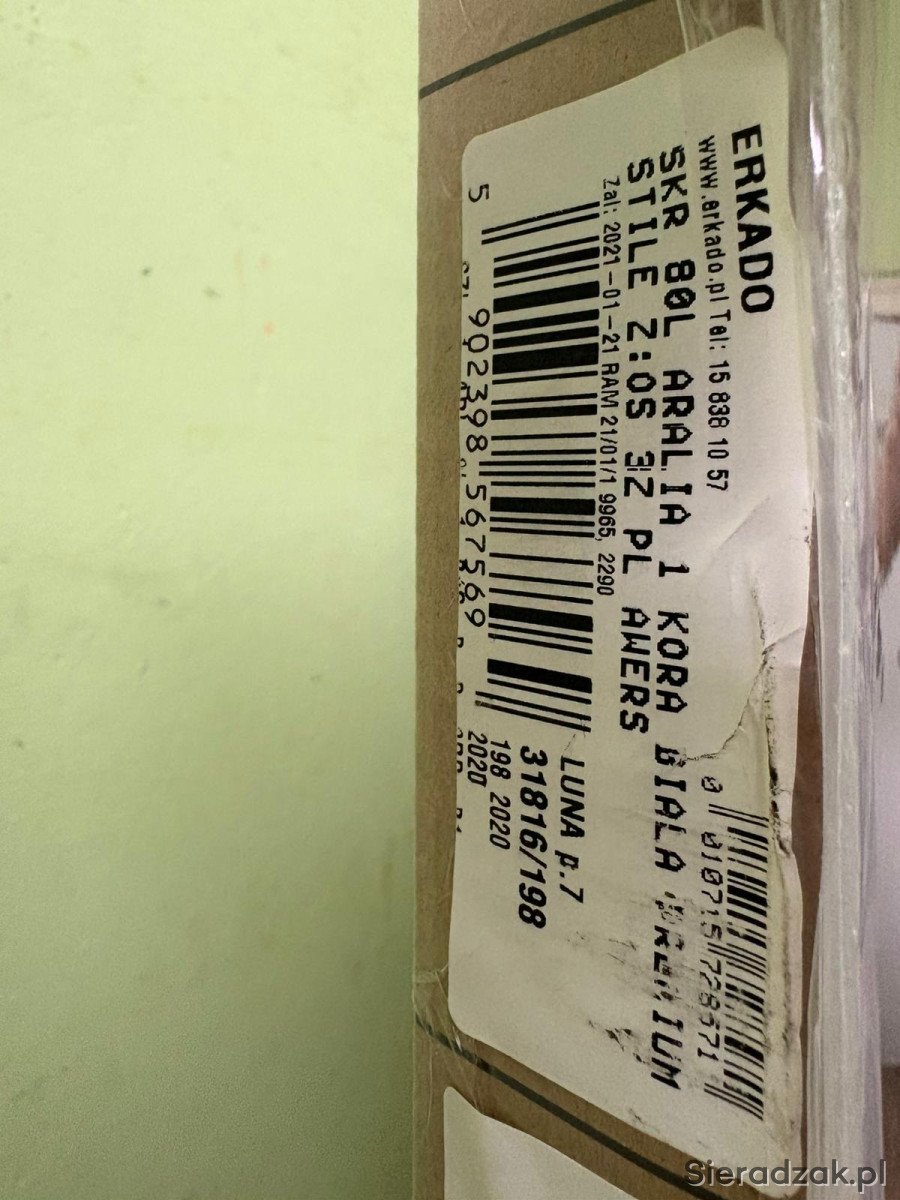 ERKADO
www.erkado.pl Tel: 15 838 10 57
SKR 80L ARALIA 1 KORA BIALA PREMIUM
STILE Z:OS 3Z PL AWERS
Zal: 2021-01-21 RAM 21/01/1 9965, 2290
5 902398 567569
LUNA p.7
31816/198
198 2020
2020
Sieradzak.pl